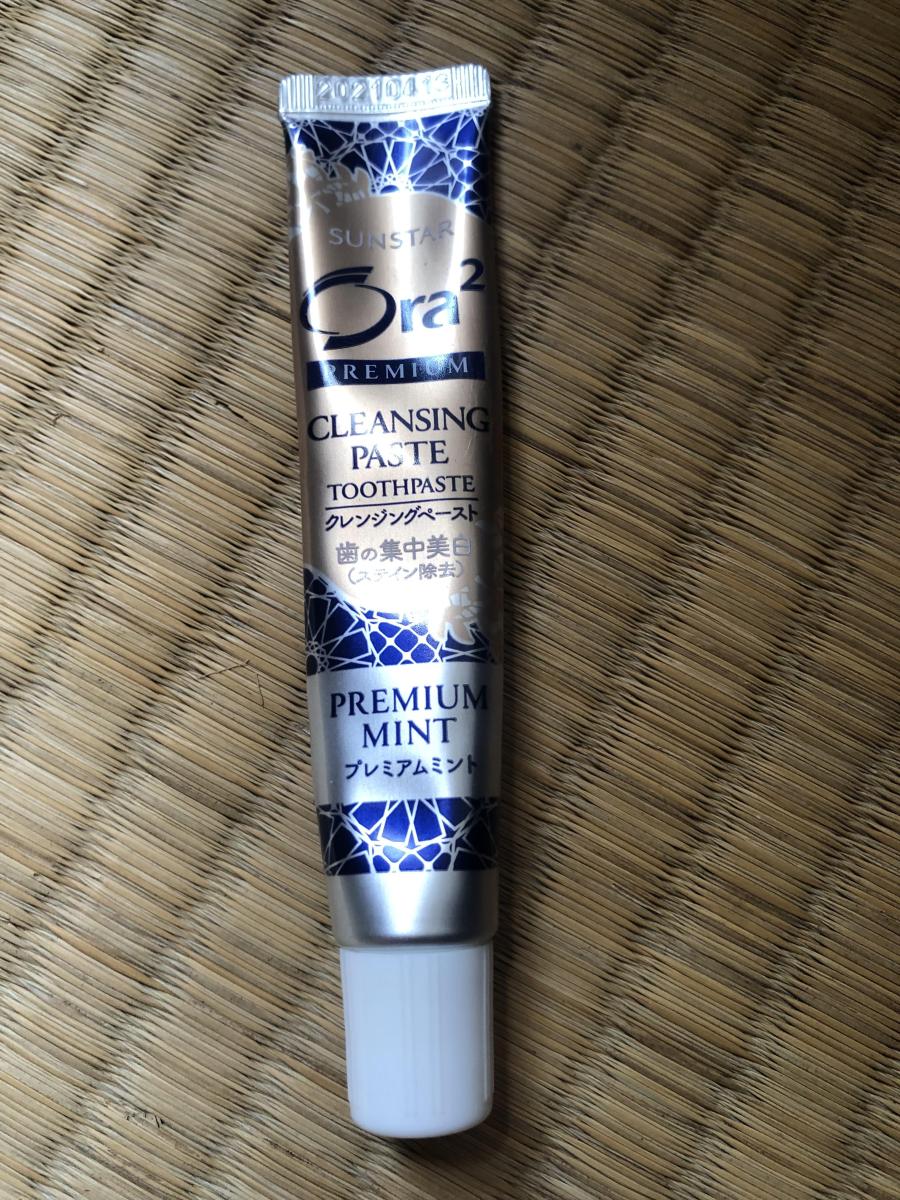 20210413
SUNSTAR
Ora²
PREMIUM
CLEANSING
PASTE
TOOTHPASTE
クレンジングペースト
歯の集中美白
(ステイン除去)
PREMIUM
MINT
プレミアムミント